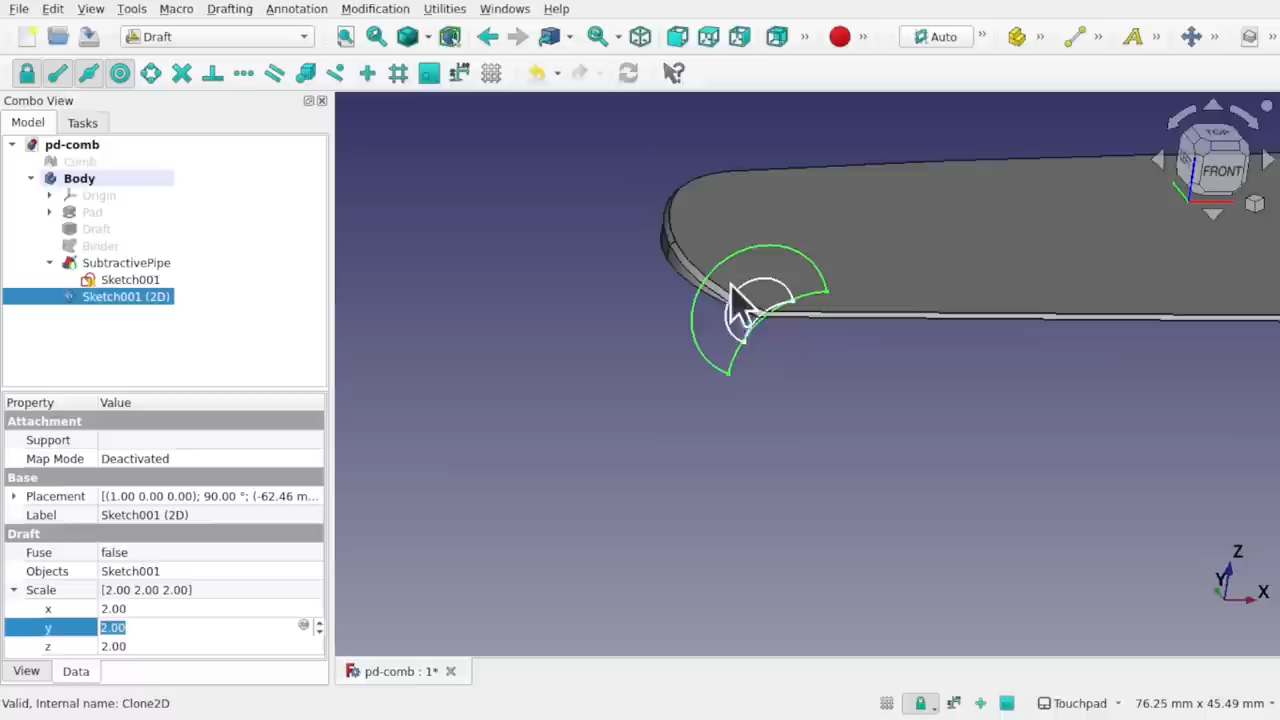 File Edit View Tools Macro Drafting Annotation Modification Utilities Windows Help
Draft
Auto
Combo View
Model Tasks
pd-comb
Comb
Body
Origin
Pad
Draft
Binder
SubtractivePipe
Sketch001
Sketch001 (2D)
Property Value
Attachment
Support
Map Mode Deactivated
Base
Placement [(1.00 0.00 0.00); 90.00 °; (-62.46 m...
Label Sketch001 (2D)
Draft
Fuse false
Objects Sketch001
Scale [2.00 2.00 2.00]
x 2.00
y 2.00
z 2.00
View Data
TOP
FRONT
Z
Y
X
pd-comb : 1*
Valid, Internal name: Clone2D
Touchpad
76.25 mm x 45.49 mm